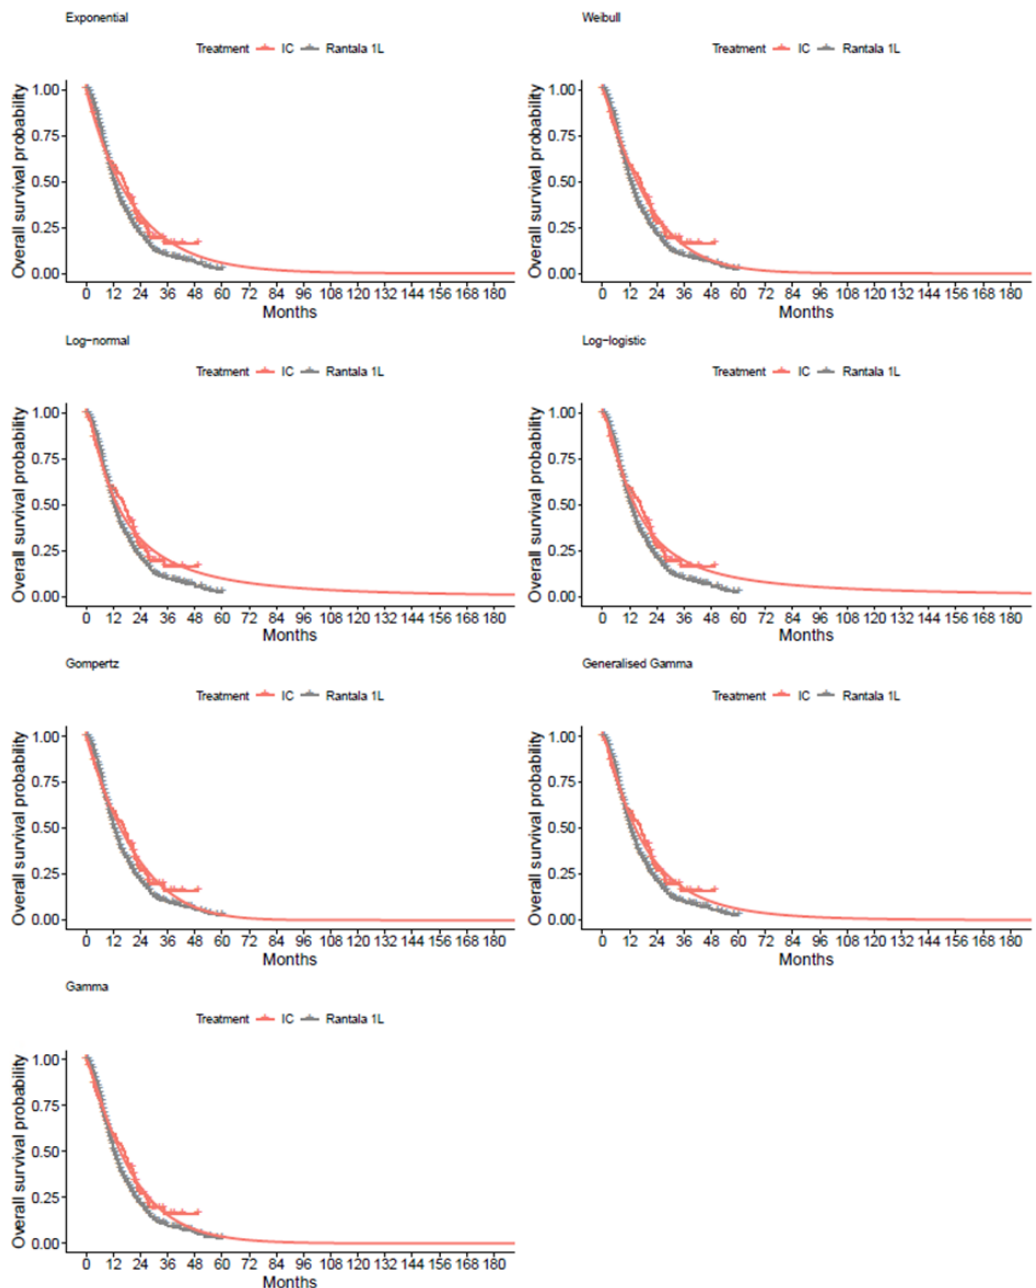 Exponential
Treatment IC Rantala 1L
Overall survival probability
1.00
0.75
0.50
0.25
0.00
0 12 24 36 48 60 72 84 96 108 120 132 144 156 168 180
Months
Weibull
Treatment IC Rantala 1L
Overall survival probability
1.00
0.75
0.50
0.25
0.00
0 12 24 36 48 60 72 84 96 108 120 132 144 156 168 180
Months
Log-normal
Treatment IC Rantala 1L
Overall survival probability
1.00
0.75
0.50
0.25
0.00
0 12 24 36 48 60 72 84 96 108 120 132 144 156 168 180
Months
Log-logistic
Treatment IC Rantala 1L
Overall survival probability
1.00
0.75
0.50
0.25
0.00
0 12 24 36 48 60 72 84 96 108 120 132 144 156 168 180
Months
Gompertz
Treatment IC Rantala 1L
Overall survival probability
1.00
0.75
0.50
0.25
0.00
0 12 24 36 48 60 72 84 96 108 120 132 144 156 168 180
Months
Generalised Gamma
Treatment IC Rantala 1L
Overall survival probability
1.00
0.75
0.50
0.25
0.00
0 12 24 36 48 60 72 84 96 108 120 132 144 156 168 180
Months
Gamma
Treatment IC Rantala 1L
Overall survival probability
1.00
0.75
0.50
0.25
0.00
0 12 24 36 48 60 72 84 96 108 120 132 144 156 168 180
Months